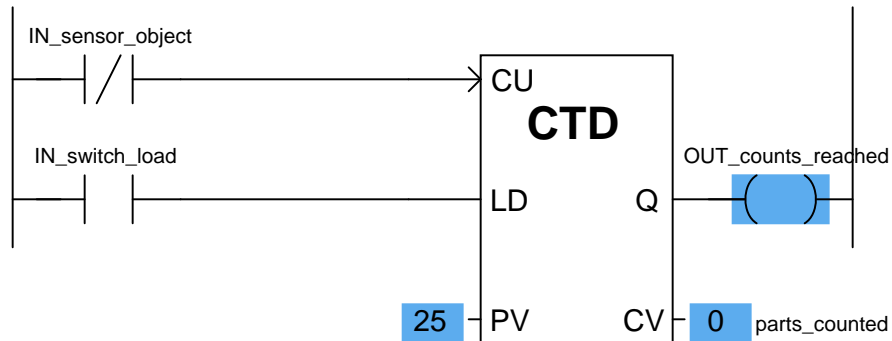 IN_sensor_object
CU
CTD
IN_switch_load
OUT_counts_reached
LD
Q
25
PV
CV
0
parts_counted